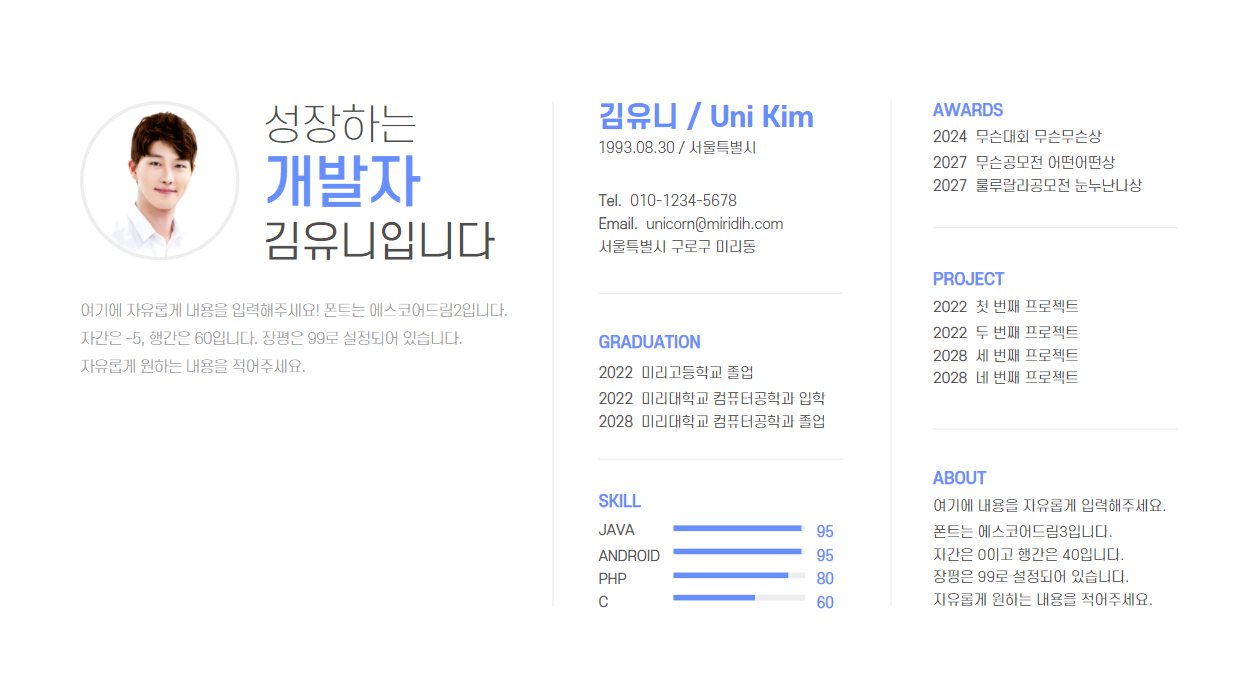 성장하는
개발자
김유니입니다
여기에 자유롭게 내용을 입력해주세요! 폰트는 에스코어드림2입니다.
자간은 -5, 행간은 60입니다. 장평은 99로 설정되어 있습니다.
자유롭게 원하는 내용을 적어주세요.
김유니 / Uni Kim
1993.08.30 / 서울특별시
Tel. 010-1234-5678
Email. unicorn@miridih.com
서울특별시 구로구 미리동
GRADUATION
2022 미리고등학교 졸업
2022 미리대학교 컴퓨터공학과 입학
2028 미리대학교 컴퓨터공학과 졸업
SKILL
JAVA 95
ANDROID 95
PHP 80
C 60
AWARDS
2024 무슨대회 무슨무슨상
2027 무슨공모전 어떤어떤상
2027 룰루랄라공모전 눈누난나상
PROJECT
2022 첫 번째 프로젝트
2022 두 번째 프로젝트
2028 세 번째 프로젝트
2028 네 번째 프로젝트
ABOUT
여기에 내용을 자유롭게 입력해주세요.
폰트는 에스코어드림3입니다.
자간은 0이고 행간은 40입니다.
장평은 99로 설정되어 있습니다.
자유롭게 원하는 내용을 적어주세요.